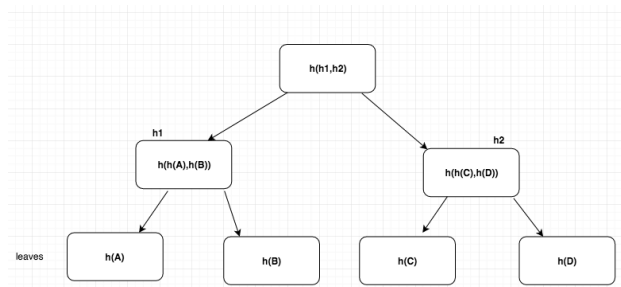 h(h1,h2)
h1
h2
h(h(A),h(B))
h(h(C),h(D))
leaves
h(A)
h(B)
h(C)
h(D)